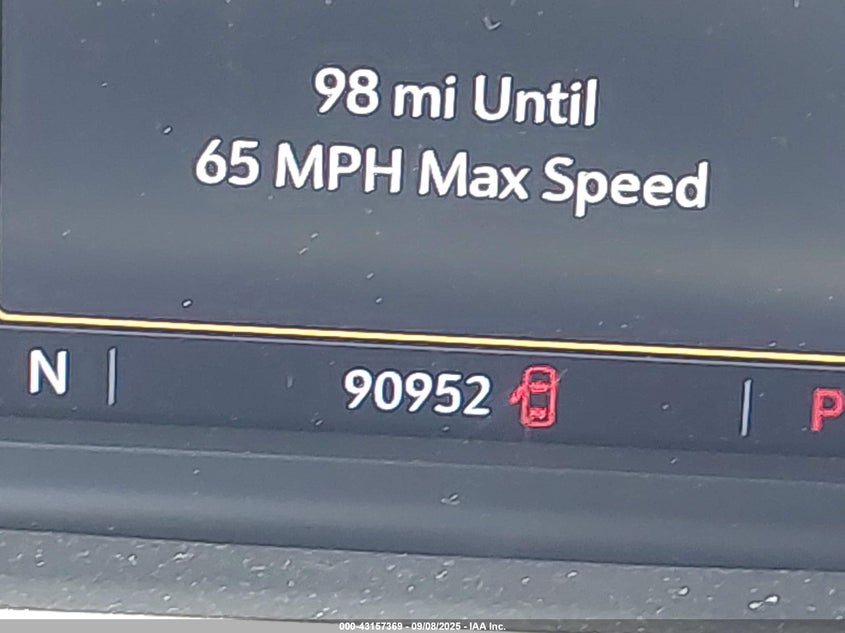 98 mi Until
65 MPH Max Speed
N 90952 P
000-43157369 - 09/08/2025 - IAA Inc.